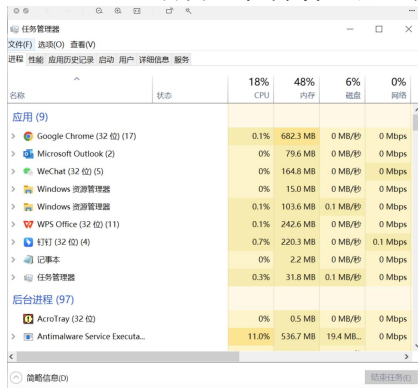 任务管理器
文件(F) 选项(O) 查看(V)
进程 性能 应用历史记录 启动 用户 详细信息 服务
18% 48% 6% 0%
名称 状态 CPU 内存 磁盘 网络
应用 (9)
Google Chrome (32 位) (17) 0.1% 682.3 MB 0 MB/秒 0 Mbps
Microsoft Outlook (2) 0% 79.6 MB 0 MB/秒 0 Mbps
WeChat (32 位) (5) 0% 164.8 MB 0 MB/秒 0 Mbps
Windows 资源管理器 0% 15.0 MB 0 MB/秒 0 Mbps
Windows 资源管理器 0.1% 103.6 MB 0.1 MB/秒 0 Mbps
WPS Office (32 位) (11) 0.1% 242.6 MB 0 MB/秒 0 Mbps
钉钉 (32 位) (4) 0.7% 220.3 MB 0 MB/秒 0.1 Mbps
记事本 0% 2.2 MB 0 MB/秒 0 Mbps
任务管理器 0.3% 31.8 MB 0.1 MB/秒 0 Mbps
后台进程 (97)
AcroTray (32 位) 0% 0.5 MB 0 MB/秒 0 Mbps
Antimalware Service Executa... 11.0% 536.7 MB 19.4 MB... 0 Mbps
简略信息(D) 结束任务(E)